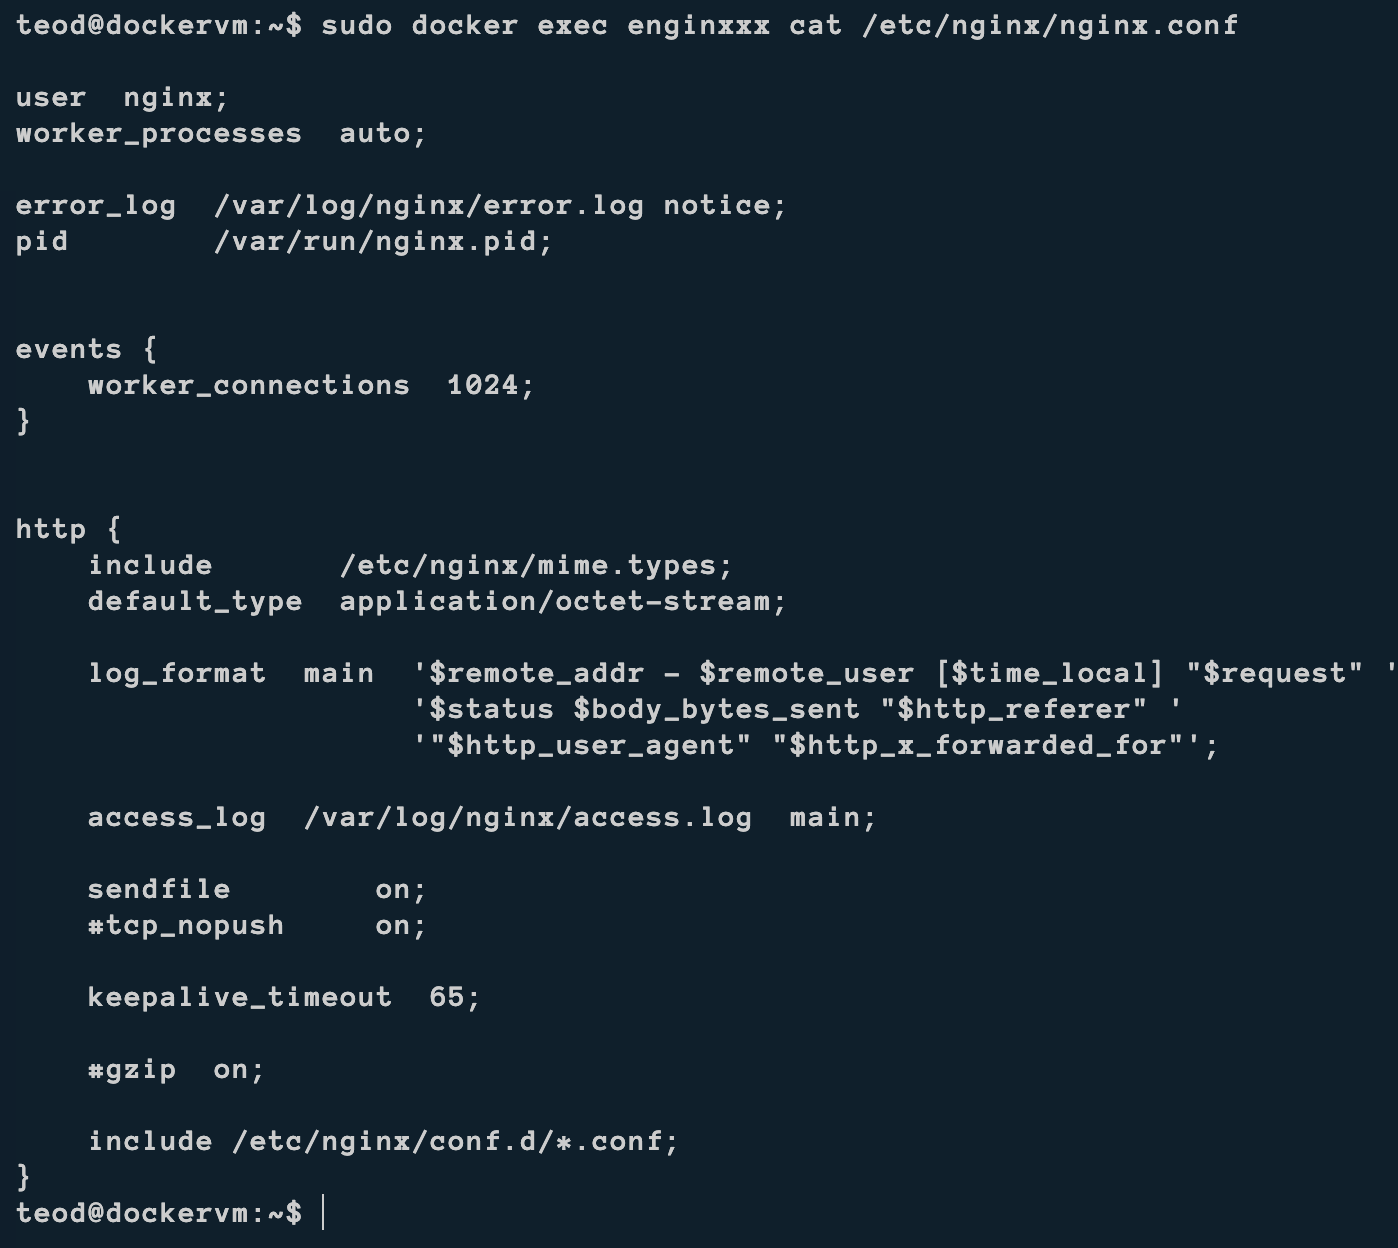 teod@dockervm:~$ sudo docker exec enginxxx cat /etc/nginx/nginx.conf

user  nginx;
worker_processes  auto;

error_log  /var/log/nginx/error.log notice;
pid        /var/run/nginx.pid;


events {
    worker_connections  1024;
}


http {
    include       /etc/nginx/mime.types;
    default_type  application/octet-stream;

    log_format  main  '$remote_addr - $remote_user [$time_local] "$request" '
                      '$status $body_bytes_sent "$http_referer" '
                      '"$http_user_agent" "$http_x_forwarded_for"';

    access_log  /var/log/nginx/access.log  main;

    sendfile        on;
    #tcp_nopush     on;

    keepalive_timeout  65;

    #gzip  on;

    include /etc/nginx/conf.d/*.conf;
}
teod@dockervm:~$